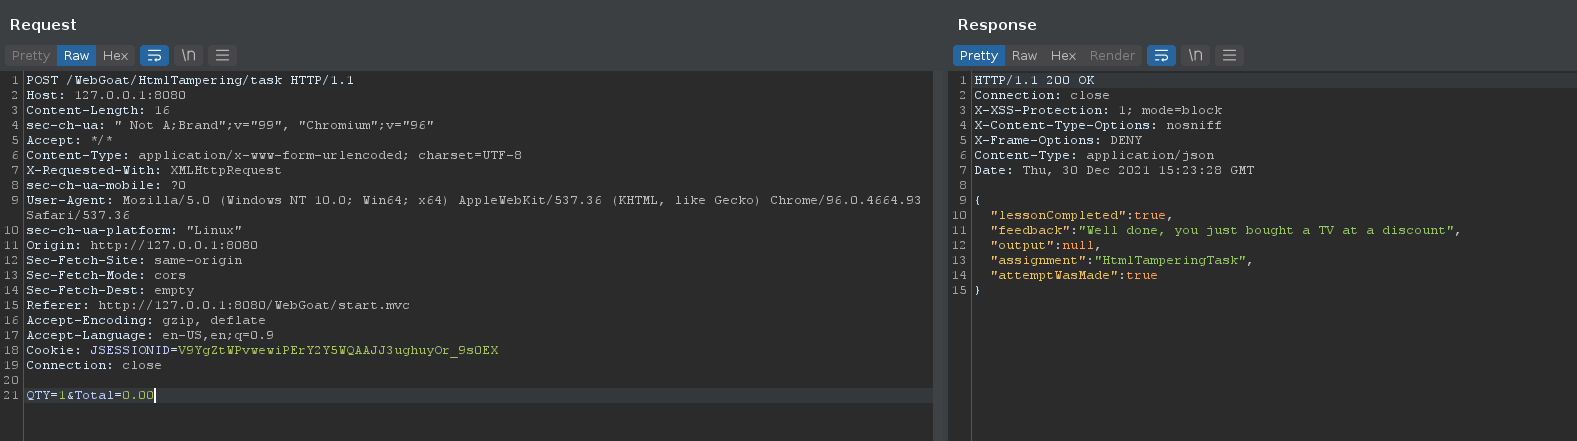 Request
Pretty Raw Hex \n
1 POST /WebGoat/HtmlTampering/task HTTP/1.1
2 Host: 127.0.0.1:8080
3 Content-Length: 16
4 sec-ch-ua: " Not A;Brand";v="99", "Chromium";v="96"
5 Accept: */*
6 Content-Type: application/x-www-form-urlencoded; charset=UTF-8
7 X-Requested-With: XMLHttpRequest
8 sec-ch-ua-mobile: ?0
9 User-Agent: Mozilla/5.0 (Windows NT 10.0; Win64; x64) AppleWebKit/537.36 (KHTML, like Gecko) Chrome/96.0.4664.93
Safari/537.36
10 sec-ch-ua-platform: "Linux"
11 Origin: http://127.0.0.1:8080
12 Sec-Fetch-Site: same-origin
13 Sec-Fetch-Mode: cors
14 Sec-Fetch-Dest: empty
15 Referer: http://127.0.0.1:8080/WebGoat/start.mvc
16 Accept-Encoding: gzip, deflate
17 Accept-Language: en-US,en;q=0.9
18 Cookie: JSESSIONID=V9YgZtWPvwewiPErY2Y5WQAAJJ3ughuyOr_9s0EX
19 Connection: close
20
21 QTY=1&Total=0.00
Response
Pretty Raw Hex Render \n
1 HTTP/1.1 200 OK
2 Connection: close
3 X-XSS-Protection: 1; mode=block
4 X-Content-Type-Options: nosniff
5 X-Frame-Options: DENY
6 Content-Type: application/json
7 Date: Thu, 30 Dec 2021 15:23:28 GMT
8
9 {
10 "lessonCompleted":true,
11 "feedback":"Well done, you just bought a TV at a discount",
12 "output":null,
13 "assignment":"HtmlTamperingTask",
14 "attemptWasMade":true
15 }